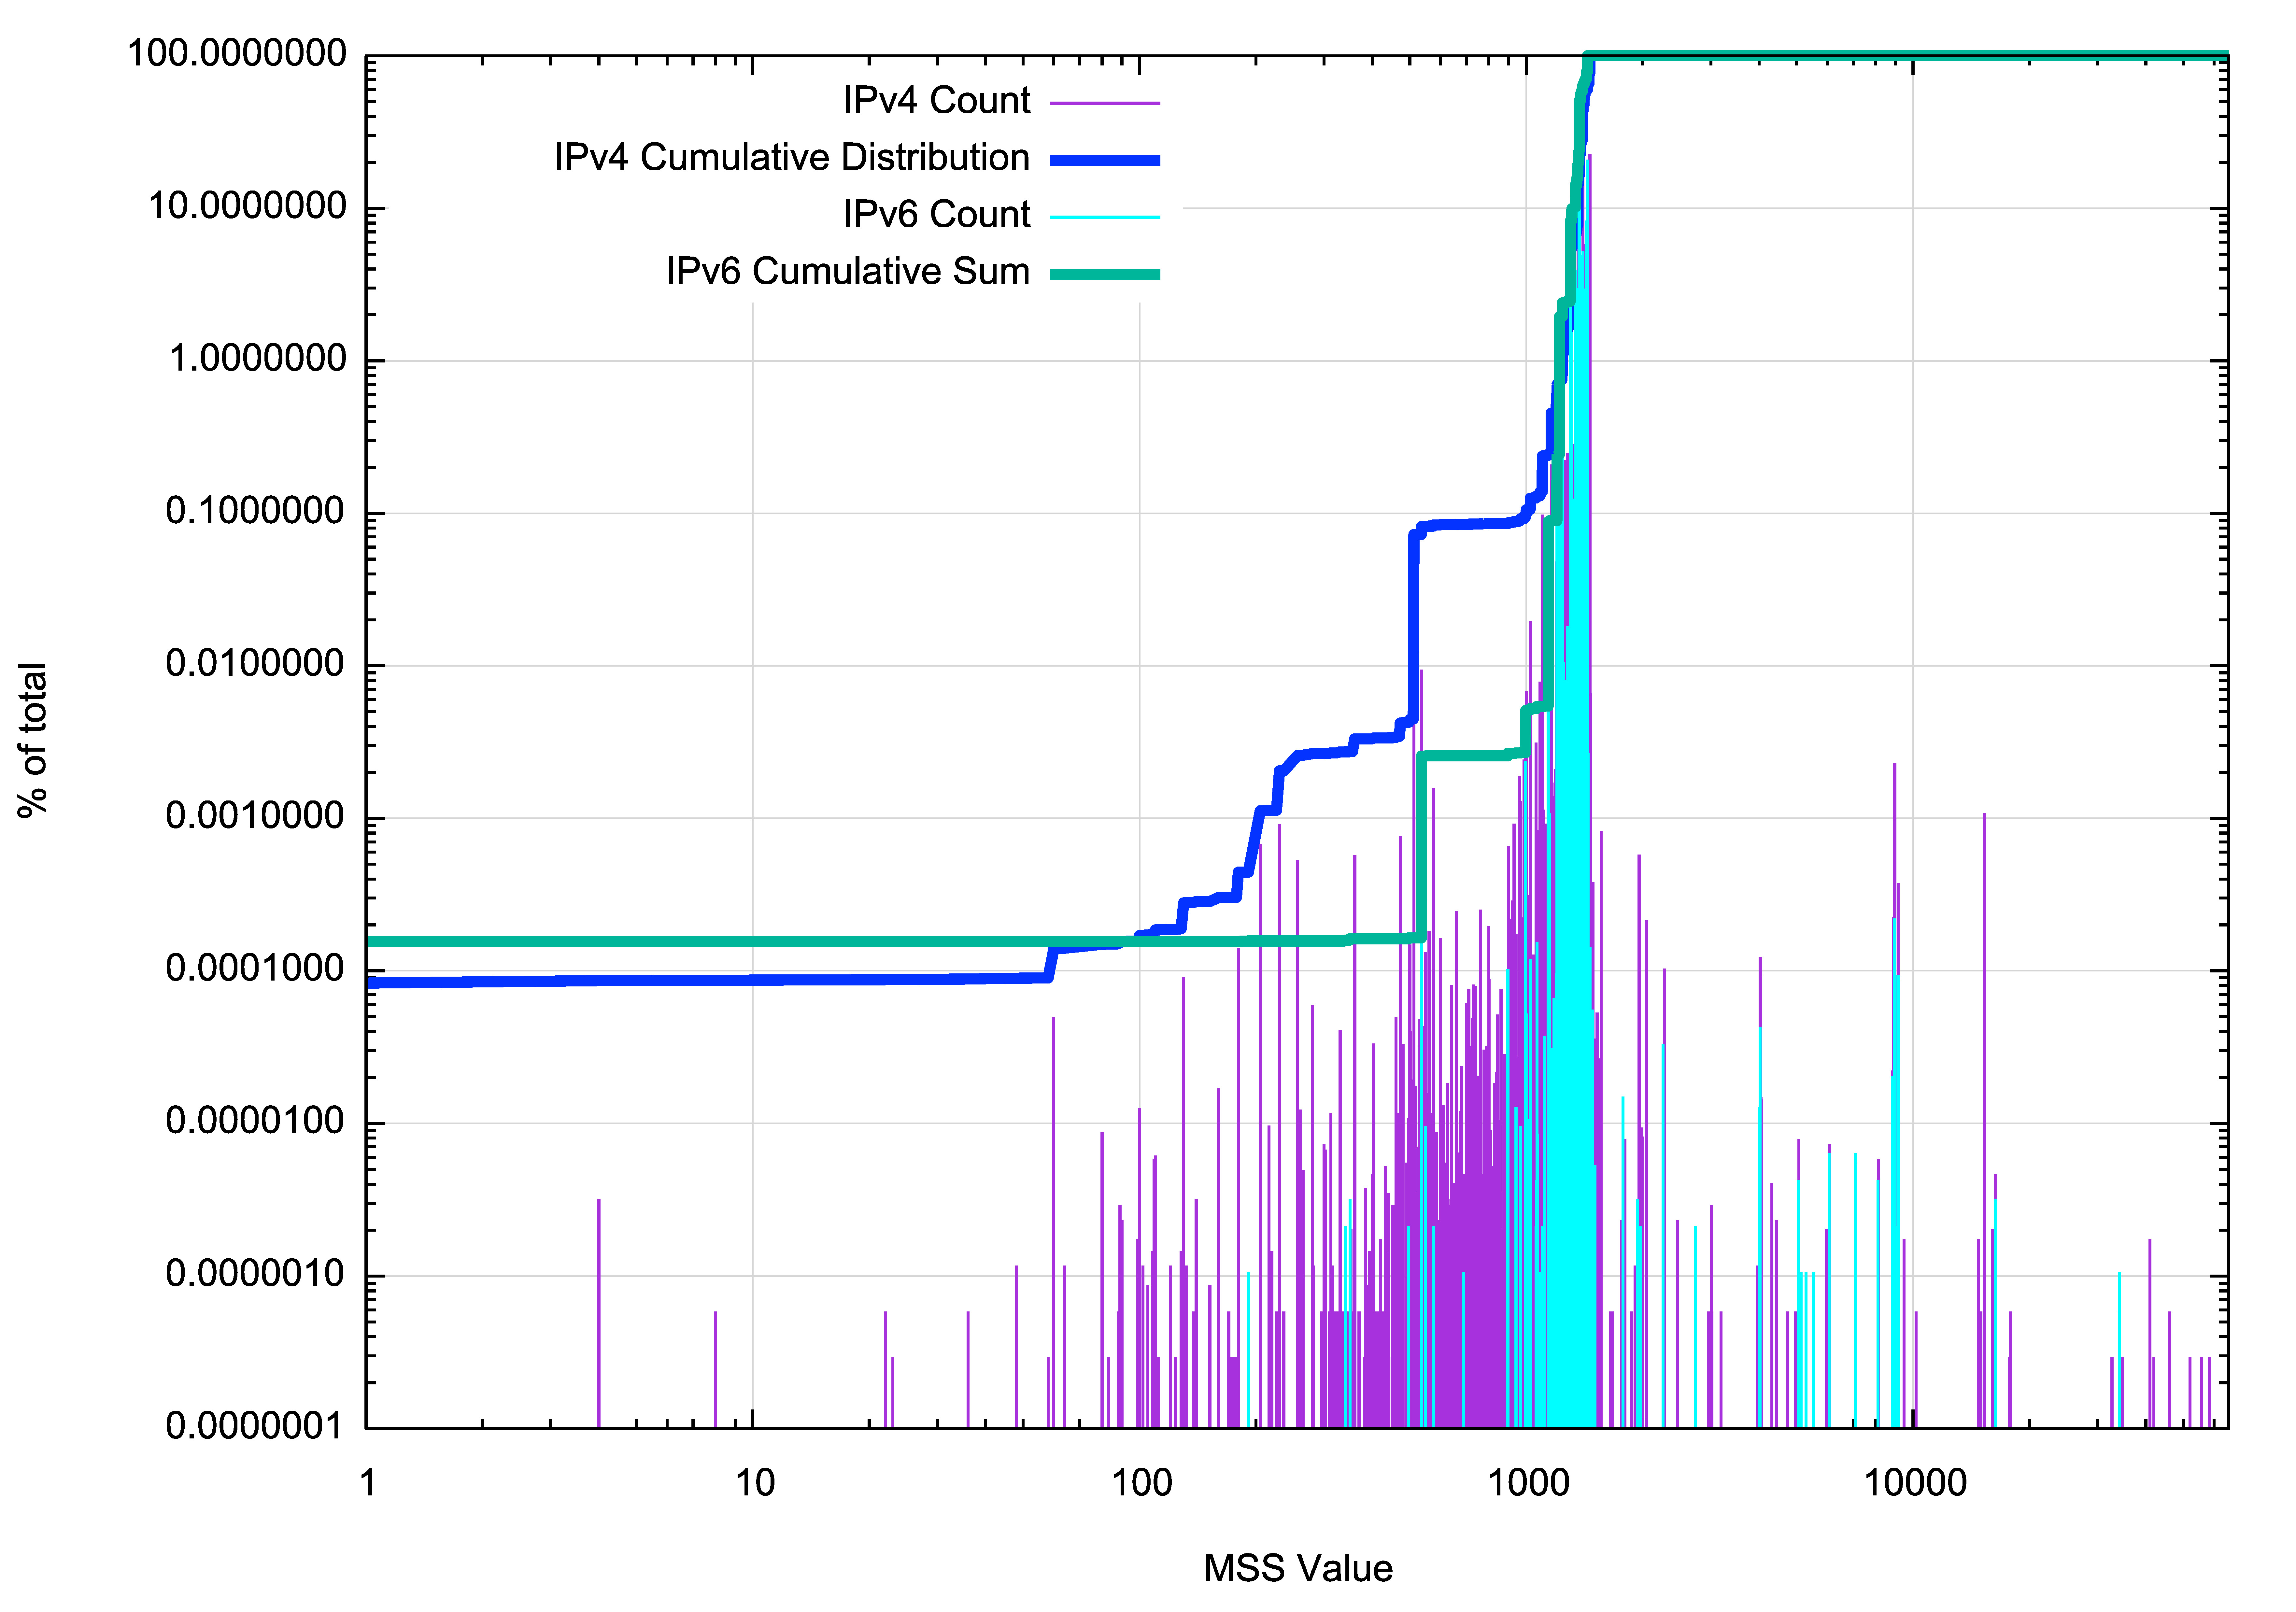 100.0000000
10.0000000
1.0000000
0.1000000
0.0100000
0.0010000
0.0001000
0.0000100
0.0000010
0.0000001
% of total
IPv4 Count
IPv4 Cumulative Distribution
IPv6 Count
IPv6 Cumulative Sum
1 10 100 1000 10000
MSS Value